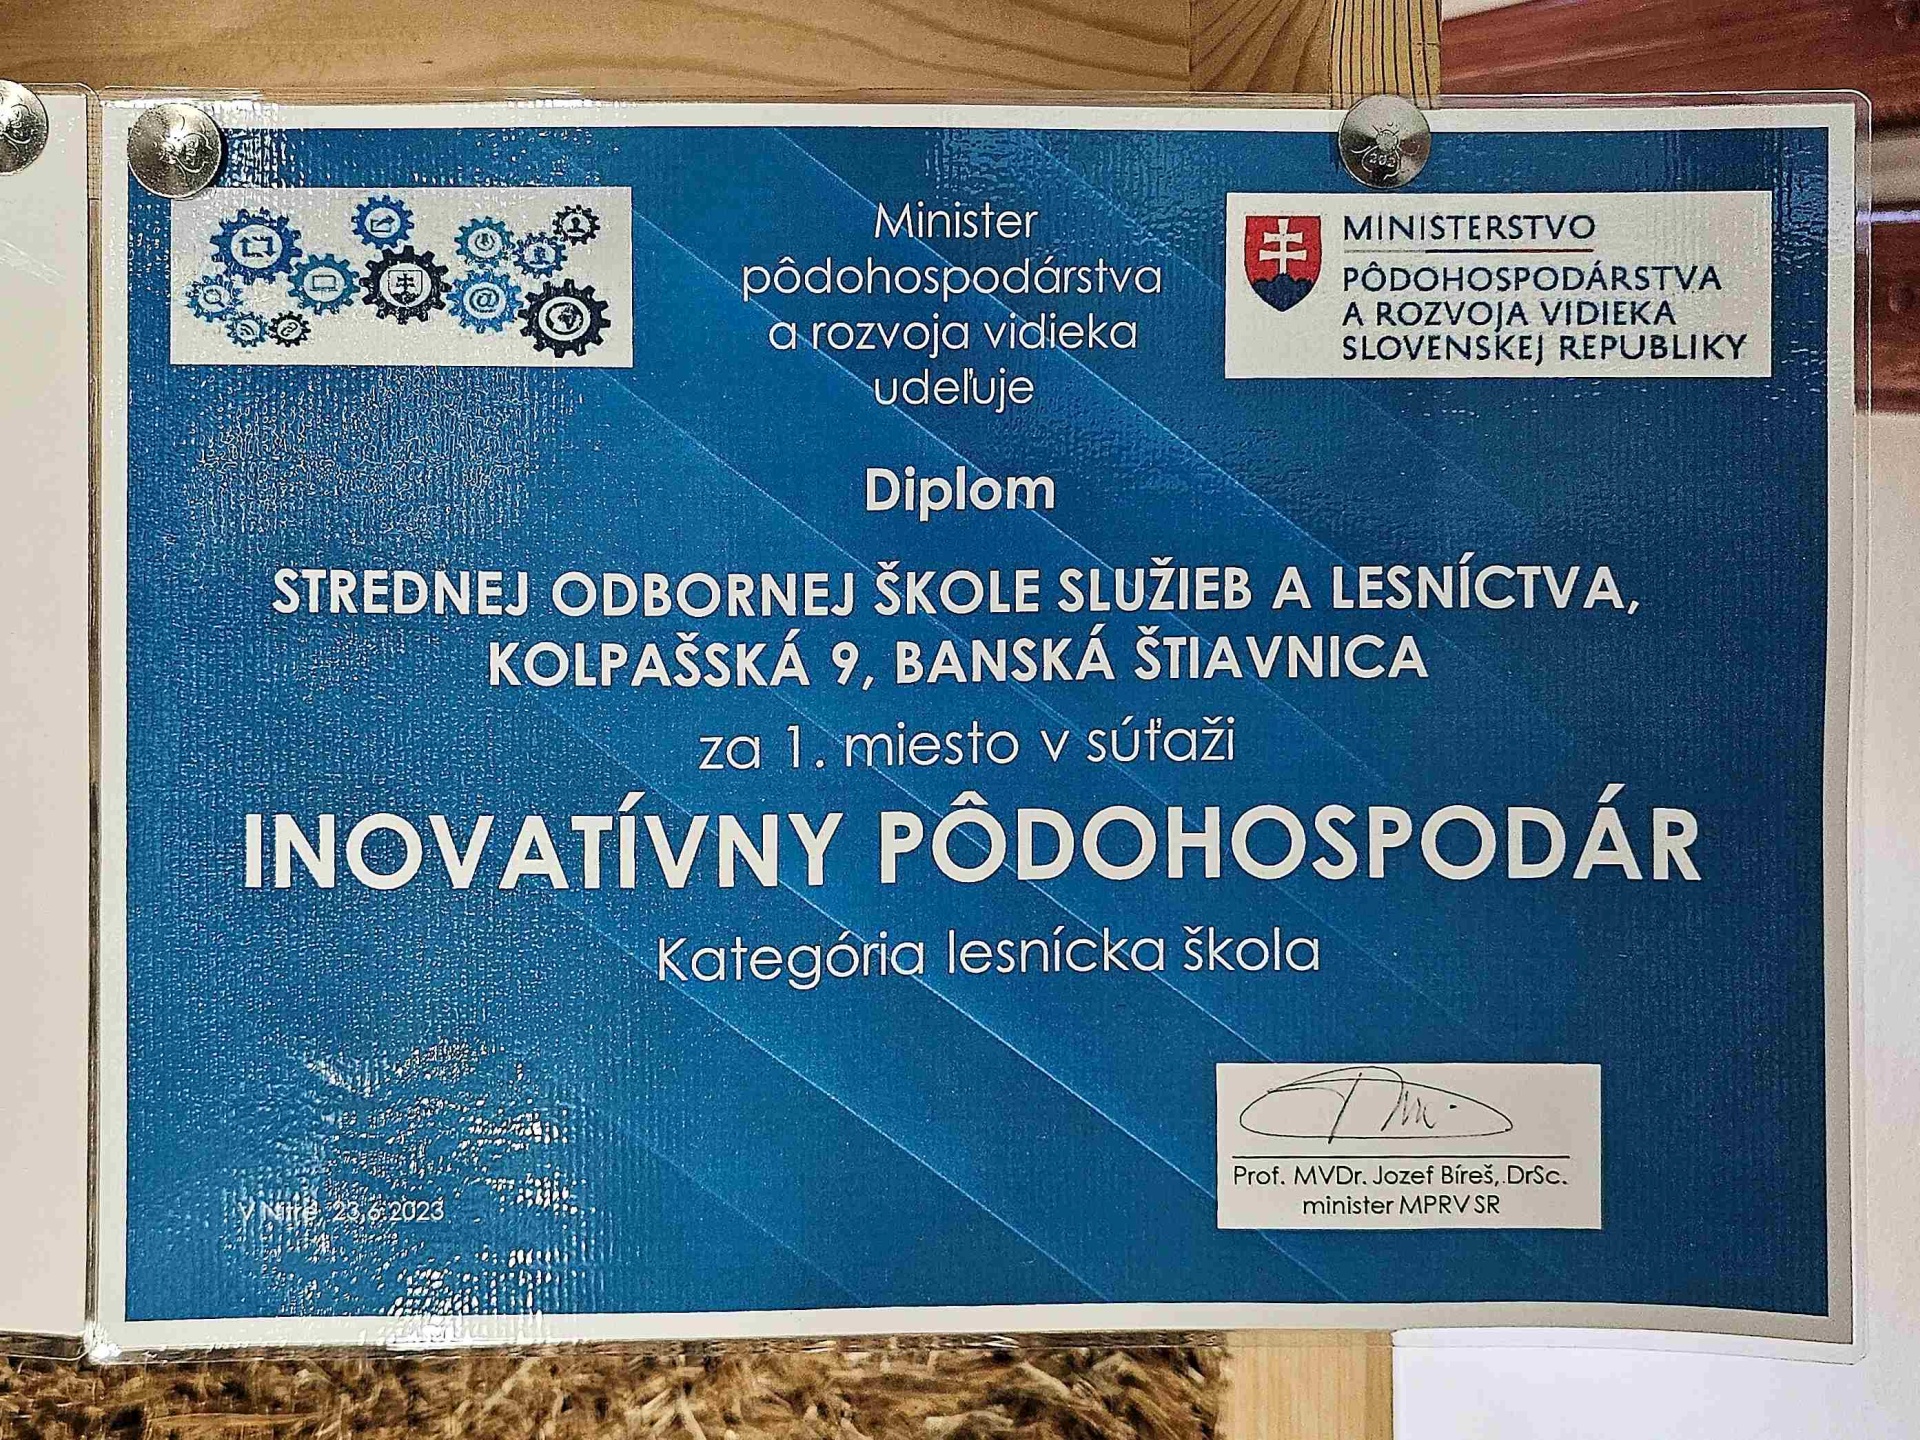 Minister
pôdohospodárstva
a rozvoja vidieka
udeľuje
MINISTERSTVO
PÔDOHOSPODÁRSTVA
A ROZVOJA VIDIEKA
SLOVENSKEJ REPUBLIKY
Diplom
STREDNEJ ODBORNEJ ŠKOLE SLUŽIEB A LESNÍCTVA,
KOLPAŠSKÁ 9, BANSKÁ ŠTIAVNICA
za 1. miesto v súťaži
INOVATÍVNY PÔDOHOSPODÁR
Kategória lesnícka škola
V Nitre, 23.6.2023
Prof. MVDr. Jozef Bíreš, DrSc.
minister MPRV SR